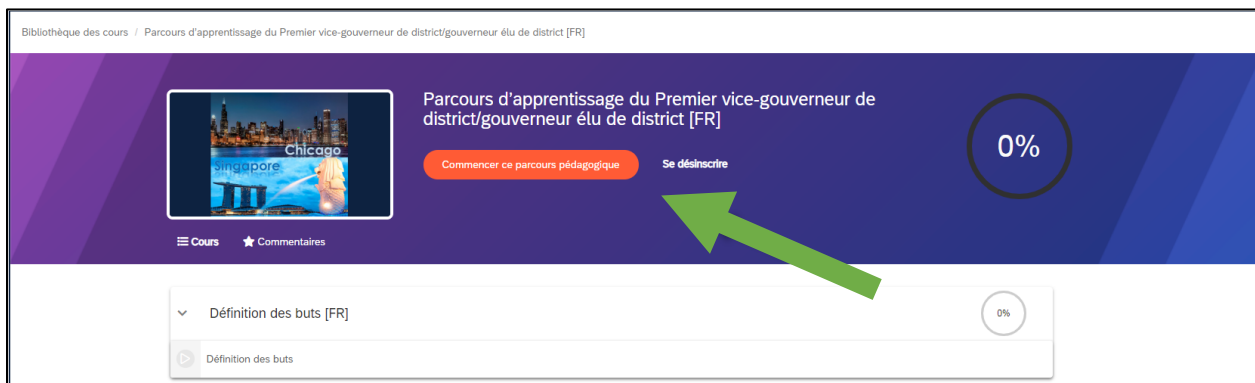 Bibliothèque des cours / Parcours d'apprentissage du Premier vice-gouverneur de district/gouverneur élu de district [FR]
Chicago
Singapore
Parcours d'apprentissage du Premier vice-gouverneur de
district/gouverneur élu de district [FR]
Commencer ce parcours pédagogique
Se désinscrire
0%
Cours
Commentaires
Définition des buts [FR]
0%
Définition des buts